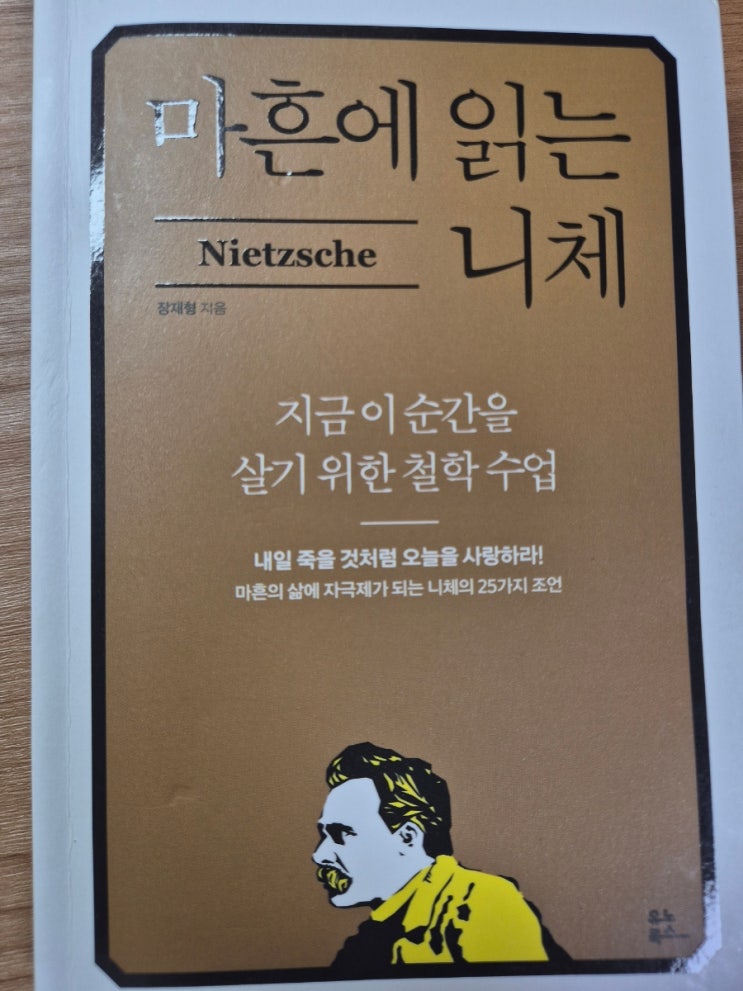 마흔에 읽는
니체
Nietzsche
장재형 지음
지금 이 순간을
살기 위한 철학 수업
내일 죽을 것처럼 오늘을 사랑하라!
마흔의 삶에 자극제가 되는 니체의 25가지 조언
유노
북스